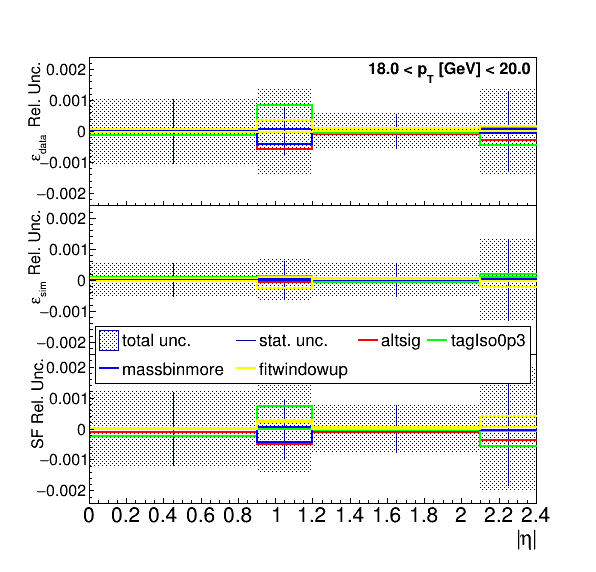 18.0 < p_T [GeV] < 20.0
ε_data Rel. Unc.
0.002
0.001
0
−0.001
−0.002
ε_sim Rel. Unc.
0.002
0.001
0
−0.001
−0.002
total unc. stat. unc. altsig tagIso0p3
massbinmore fitwindowup
SF Rel. Unc.
0.002
0.001
0
−0.001
−0.002
0 0.2 0.4 0.6 0.8 1 1.2 1.4 1.6 1.8 2 2.2 2.4
|η|